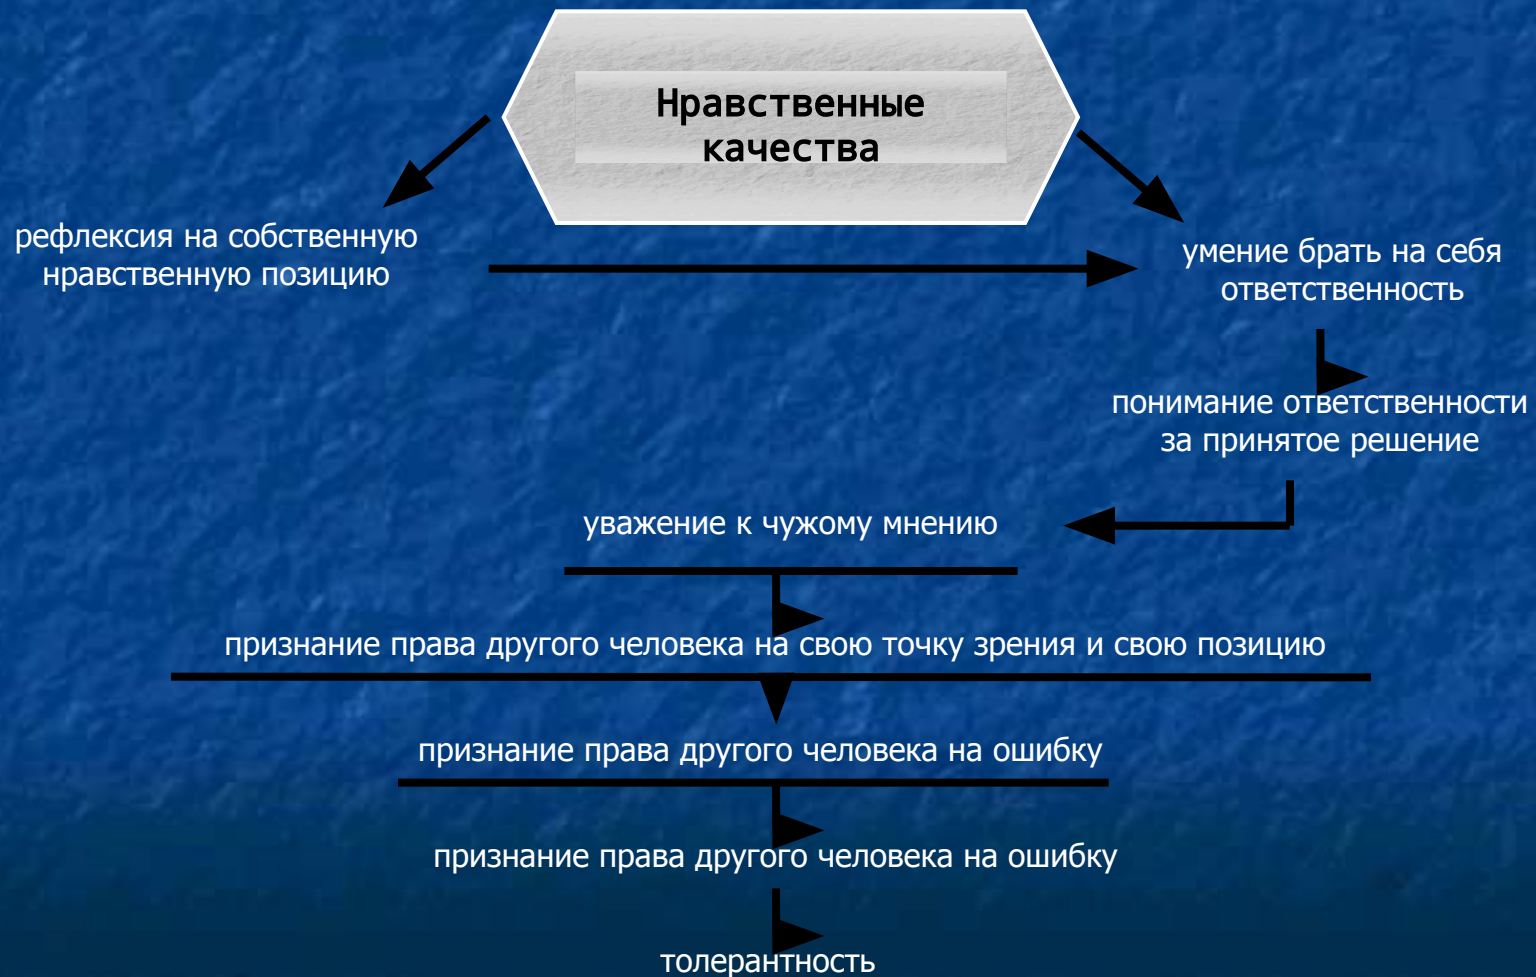 Нравственные
качества
рефлексия на собственную
нравственную позицию
умение брать на себя
ответственность
понимание ответственности
за принятое решение
уважение к чужому мнению
признание права другого человека на свою точку зрения и свою позицию
признание права другого человека на ошибку
признание права другого человека на ошибку
толерантность